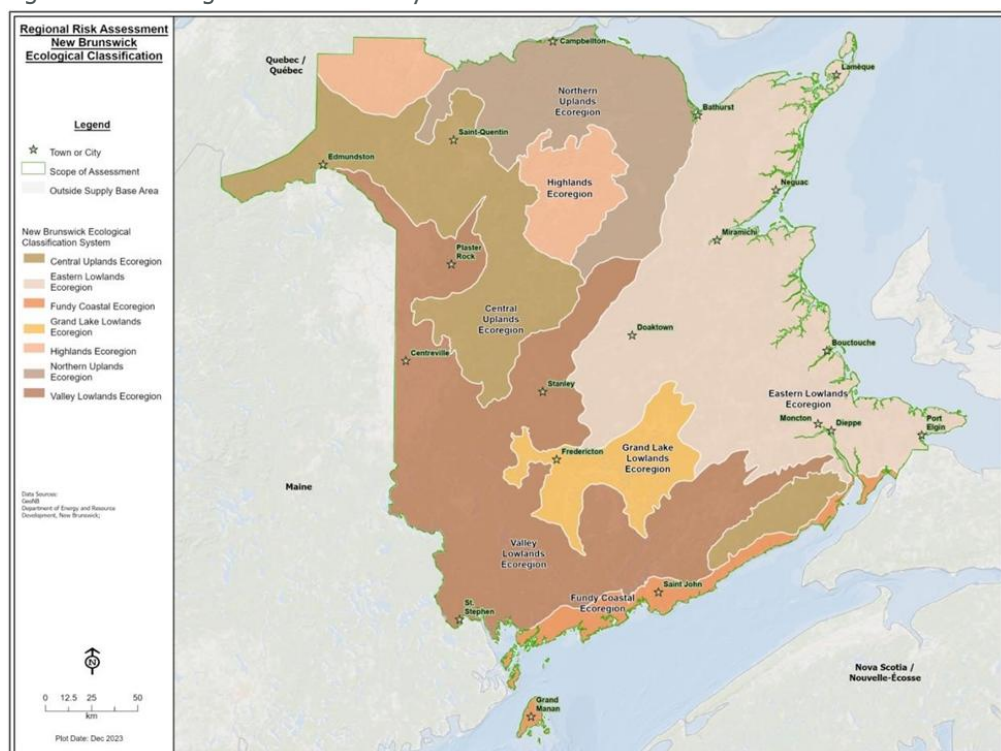 Regional Risk Assessment
New Brunswick
Ecological Classification
Legend
Town or City
Scope of Assessment
Outside Supply Base Area
New Brunswick Ecological
Classification System
Central Uplands Ecoregion
Eastern Lowlands
Ecoregion
Fundy Coastal Ecoregion
Grand Lake Lowlands
Ecoregion
Highlands Ecoregion
Northern Uplands
Ecoregion
Valley Lowlands Ecoregion
Data Sources:
GeoNB
Department of Energy and Resource
Development, New Brunswick;
N
0 12.5 25 50
km
Plot Date: Dec 2023
Quebec /
Québec
Campbellton
Lamèque
Northern
Uplands
Ecoregion
Bathurst
Saint-Quentin
Edmundston
Highlands
Ecoregion
Neguac
Miramichi
Plaster
Rock
Central
Uplands
Ecoregion
Doaktown
Centreville
Bouctouche
Stanley
Eastern Lowlands
Ecoregion
Moncton
Dieppe
Port
Elgin
Grand Lake
Lowlands
Ecoregion
Fredericton
Maine
Valley
Lowlands
Ecoregion
Saint John
Fundy Coastal
Ecoregion
St.
Stephen
Nova Scotia /
Nouvelle-Écosse
Grand
Manan